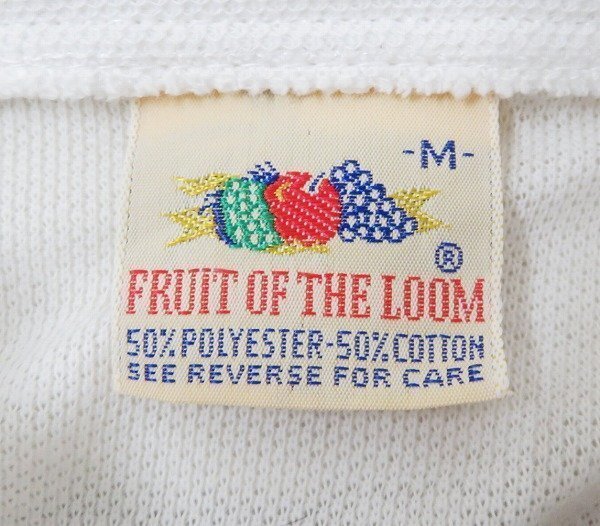 -M-
®
FRUIT OF THE LOOM
50% POLYESTER-50% COTTON
SEE REVERSE FOR CARE